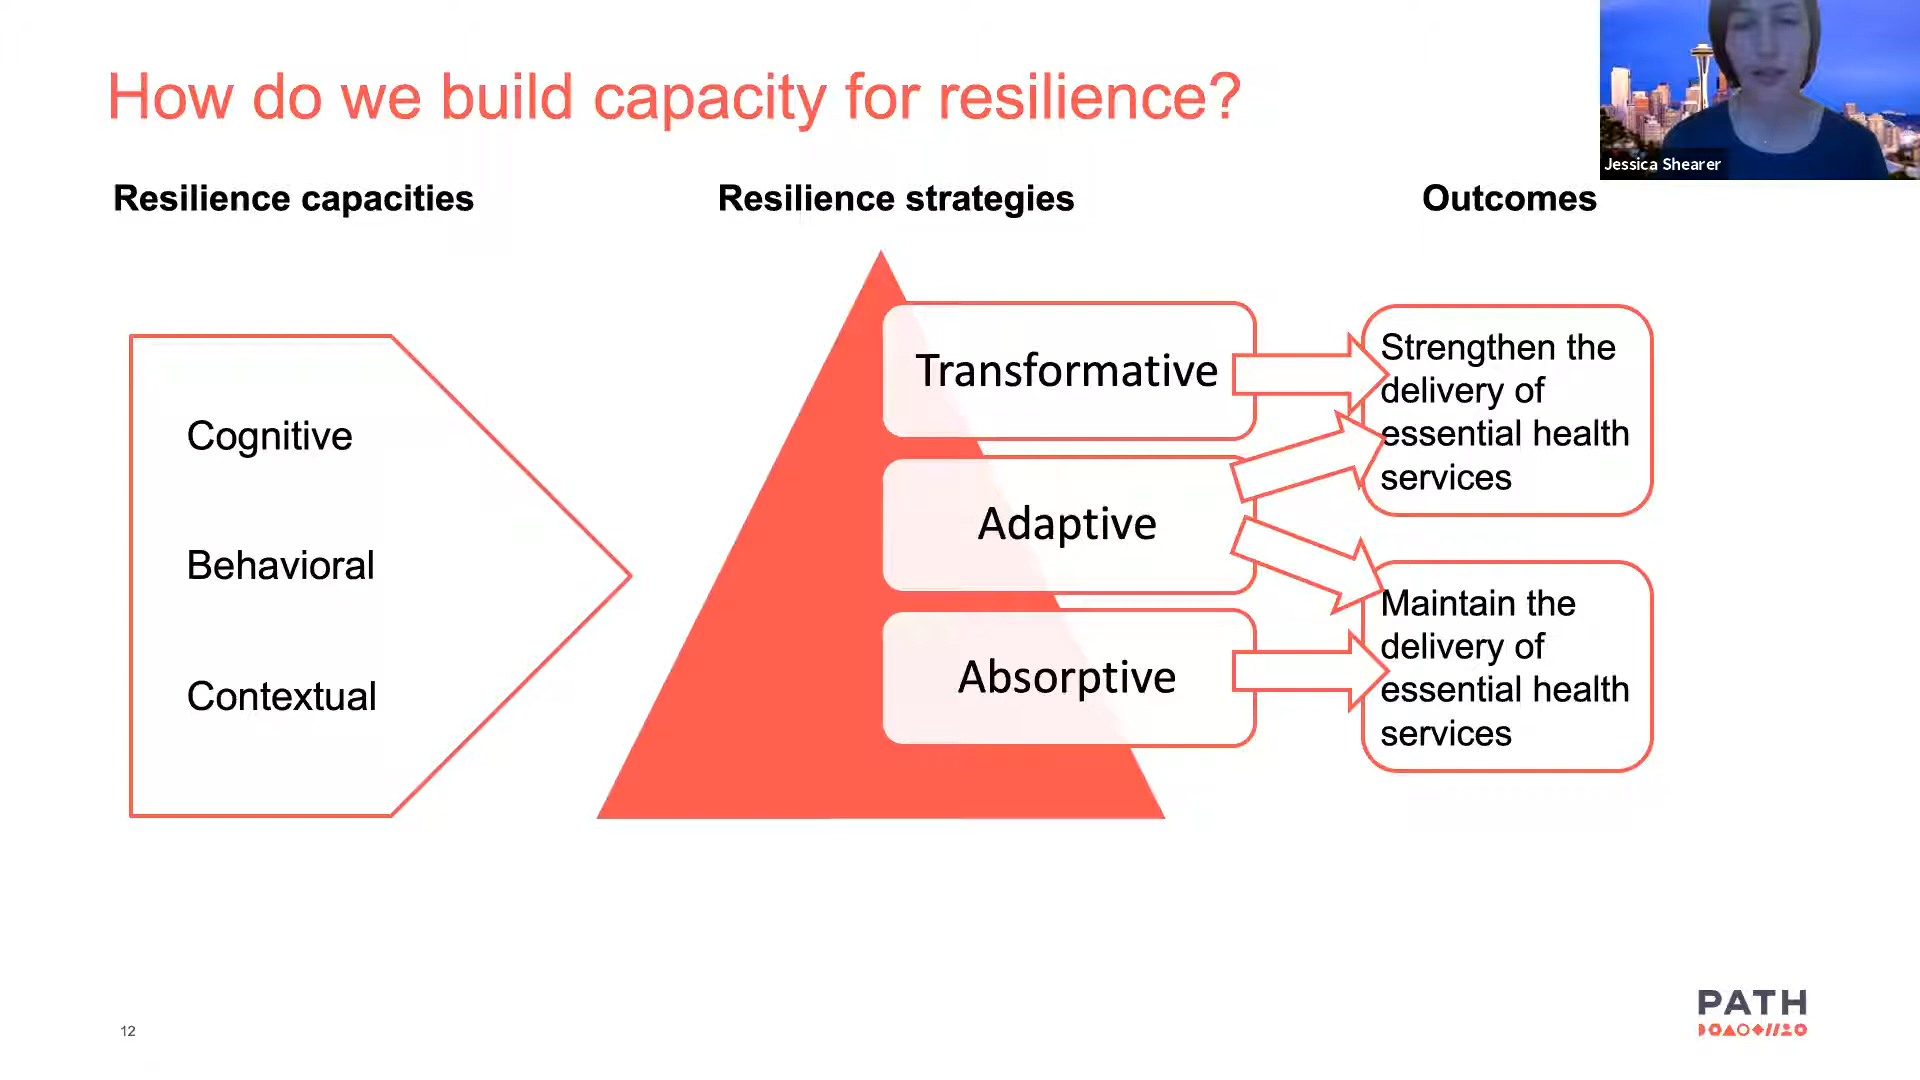 How do we build capacity for resilience?
Jessica Shearer
Resilience capacities
Resilience strategies
Outcomes
Cognitive
Behavioral
Contextual
Transformative
Adaptive
Absorptive
Strengthen the
delivery of
essential health
services
Maintain the
delivery of
essential health
services
12
PATH